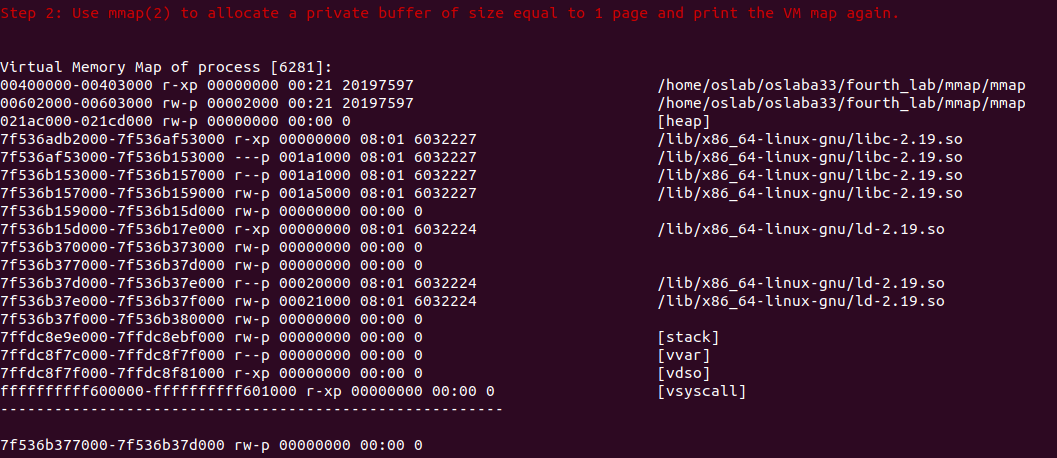 Step 2: Use mmap(2) to allocate a private buffer of size equal to 1 page and print the VM map again.
Virtual Memory Map of process [6281]:
00400000-00403000 r-xp 00000000 00:21 20197597 /home/oslab/oslaba33/fourth_lab/mmap/mmap
00602000-00603000 rw-p 00002000 00:21 20197597 /home/oslab/oslaba33/fourth_lab/mmap/mmap
021ac000-021cd000 rw-p 00000000 00:00 0 [heap]
7f536adb2000-7f536af53000 r-xp 00000000 08:01 6032227 /lib/x86_64-linux-gnu/libc-2.19.so
7f536af53000-7f536b153000 ---p 001a1000 08:01 6032227 /lib/x86_64-linux-gnu/libc-2.19.so
7f536b153000-7f536b157000 r--p 001a1000 08:01 6032227 /lib/x86_64-linux-gnu/libc-2.19.so
7f536b157000-7f536b159000 rw-p 001a5000 08:01 6032227 /lib/x86_64-linux-gnu/libc-2.19.so
7f536b159000-7f536b15d000 rw-p 00000000 00:00 0
7f536b15d000-7f536b17e000 r-xp 00000000 08:01 6032224 /lib/x86_64-linux-gnu/ld-2.19.so
7f536b370000-7f536b373000 rw-p 00000000 00:00 0
7f536b377000-7f536b37d000 rw-p 00000000 00:00 0
7f536b37d000-7f536b37e000 r--p 00020000 08:01 6032224 /lib/x86_64-linux-gnu/ld-2.19.so
7f536b37e000-7f536b37f000 rw-p 00021000 08:01 6032224 /lib/x86_64-linux-gnu/ld-2.19.so
7f536b37f000-7f536b380000 rw-p 00000000 00:00 0
7ffdc8e9e000-7ffdc8ebf000 rw-p 00000000 00:00 0 [stack]
7ffdc8f7c000-7ffdc8f7f000 r--p 00000000 00:00 0 [vvar]
7ffdc8f7f000-7ffdc8f81000 r-xp 00000000 00:00 0 [vdso]
ffffffffff600000-ffffffffff601000 r-xp 00000000 00:00 0 [vsyscall]
--------------------------------------------------------
7f536b377000-7f536b37d000 rw-p 00000000 00:00 0